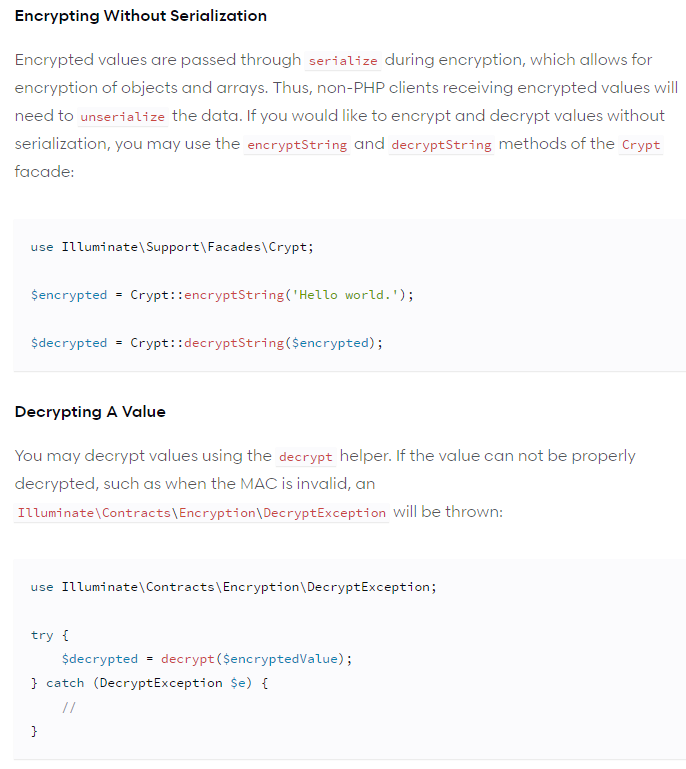 Encrypting Without Serialization
Encrypted values are passed through serialize during encryption, which allows for
encryption of objects and arrays. Thus, non-PHP clients receiving encrypted values will
need to unserialize the data. If you would like to encrypt and decrypt values without
serialization, you may use the encryptString and decryptString methods of the Crypt
facade:
use Illuminate\Support\Facades\Crypt;
$encrypted = Crypt::encryptString('Hello world.');
$decrypted = Crypt::decryptString($encrypted);
Decrypting A Value
You may decrypt values using the decrypt helper. If the value can not be properly
decrypted, such as when the MAC is invalid, an
Illuminate\Contracts\Encryption\DecryptException will be thrown:
use Illuminate\Contracts\Encryption\DecryptException;
try {
    $decrypted = decrypt($encryptedValue);
} catch (DecryptException $e) {
    //
}